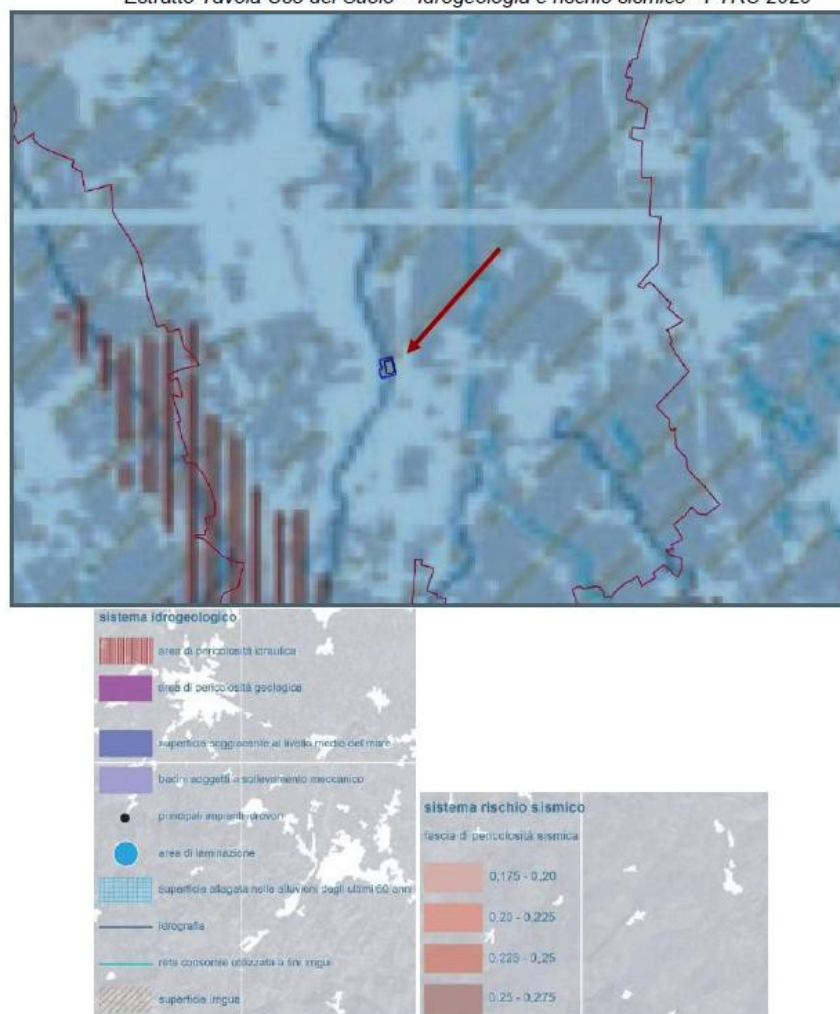 Estratto Tavola Uso del Suolo – Idrogeologia e rischio sismico - PTRC 2020
sistema idrogeologico
area di pericolosità idraulica
area di pericolosità geologica
superficie soggiacente al livello medio del mare
bacini soggetti a sollevamento meccanico
principali impianti idrovori
area di laminazione
superficie allagata nelle alluvioni degli ultimi 60 anni
idrografia
rete consortile utilizzata a fini irrigui
superficie irrigua
sistema rischio sismico
fascia di pericolosità sismica
0,175 - 0,20
0,20 - 0,225
0,225 - 0,25
0,25 - 0,275